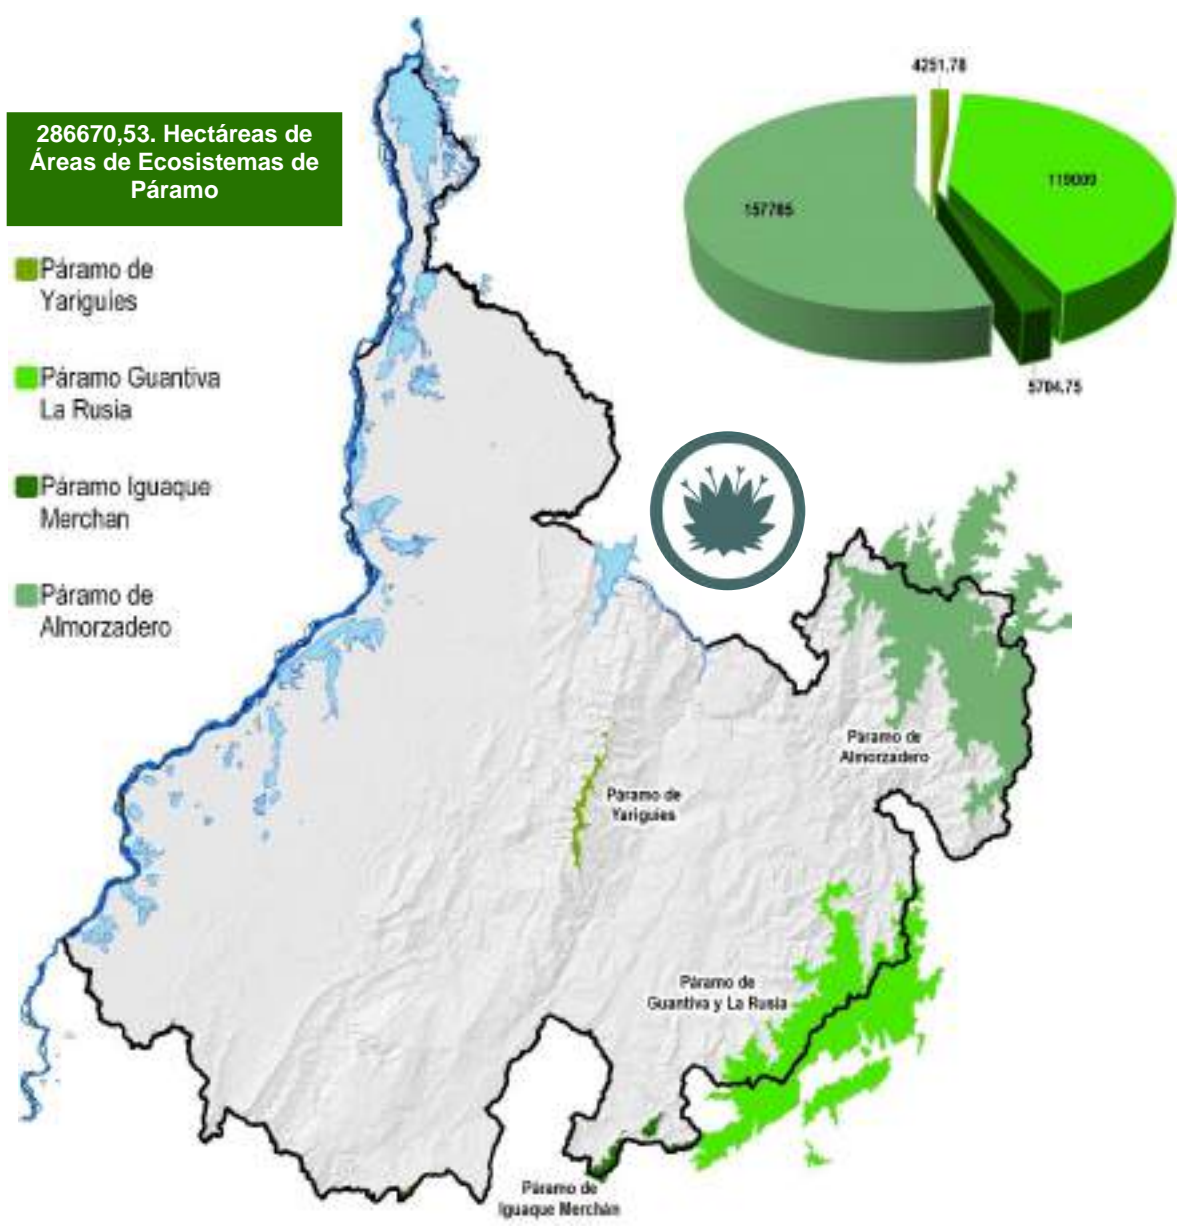 286670,53. Hectáreas de
Áreas de Ecosistemas de
Páramo
Páramo de
Yariguies
Páramo Guantiva
La Rusia
Páramo Iguaque
Merchan
Páramo de
Almorzadero
4251.78
119000
157785
5704.75
Páramo de
Almorzadero
Páramo de
Yariguies
Páramo de
Guantiva y La Rusia
Páramo de
Iguaque Merchán